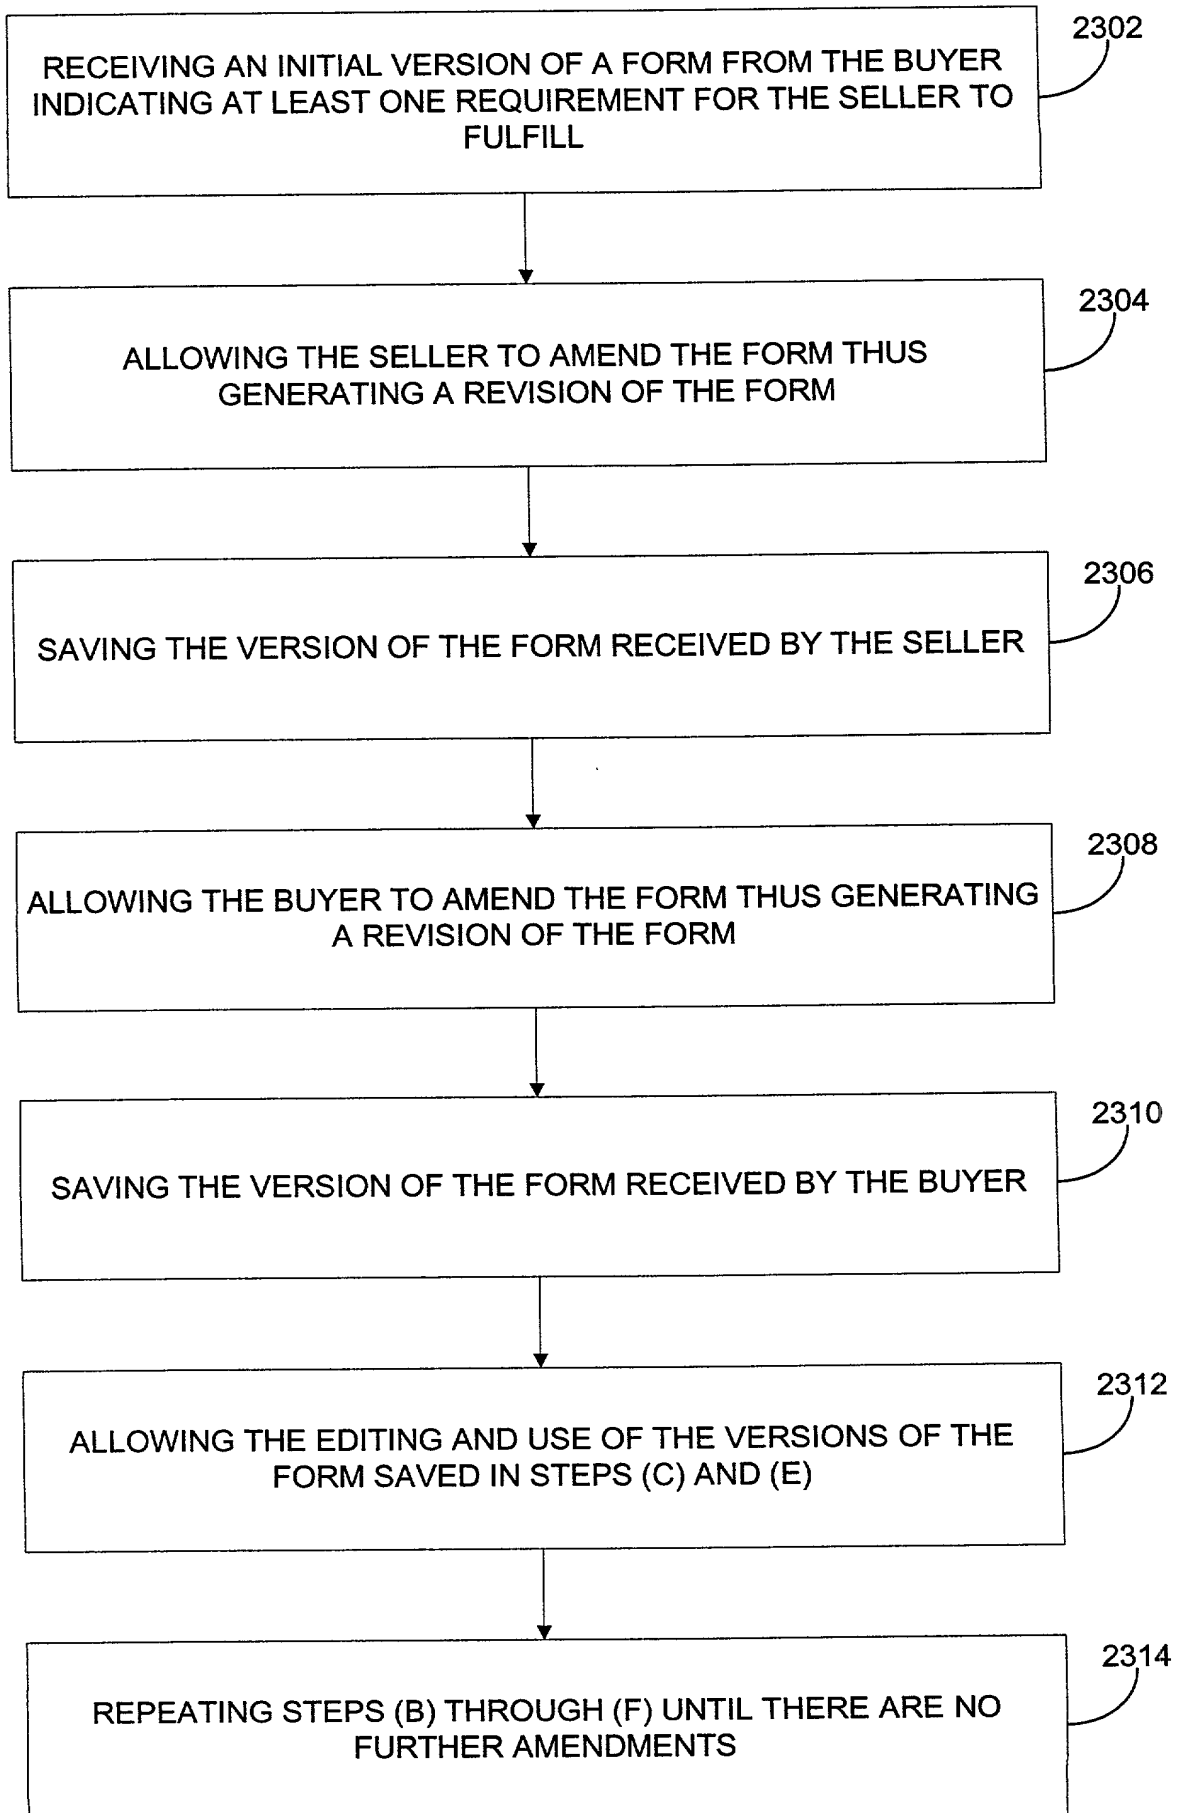 2302
RECEIVING AN INITIAL VERSION OF A FORM FROM THE BUYER
INDICATING AT LEAST ONE REQUIREMENT FOR THE SELLER TO
FULFILL
2304
ALLOWING THE SELLER TO AMEND THE FORM THUS
GENERATING A REVISION OF THE FORM
2306
SAVING THE VERSION OF THE FORM RECEIVED BY THE SELLER
2308
ALLOWING THE BUYER TO AMEND THE FORM THUS GENERATING
A REVISION OF THE FORM
2310
SAVING THE VERSION OF THE FORM RECEIVED BY THE BUYER
2312
ALLOWING THE EDITING AND USE OF THE VERSIONS OF THE
FORM SAVED IN STEPS (C) AND (E)
2314
REPEATING STEPS (B) THROUGH (F) UNTIL THERE ARE NO
FURTHER AMENDMENTS